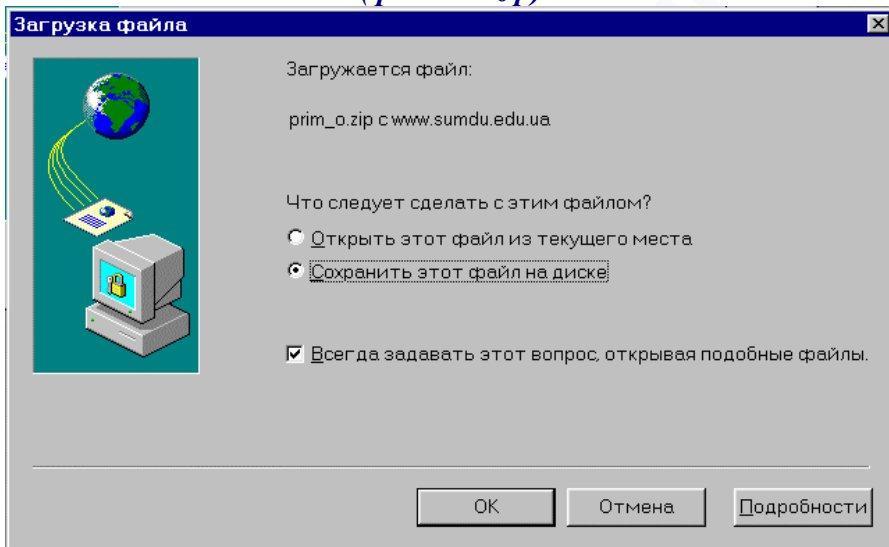 Загрузка файла
Загружается файл:
prim_o.zip с www.sumdu.edu.ua
Что следует сделать с этим файлом?
Открыть этот файл из текущего места
Сохранить этот файл на диске
Всегда задавать этот вопрос, открывая подобные файлы.
OK Отмена Подробности